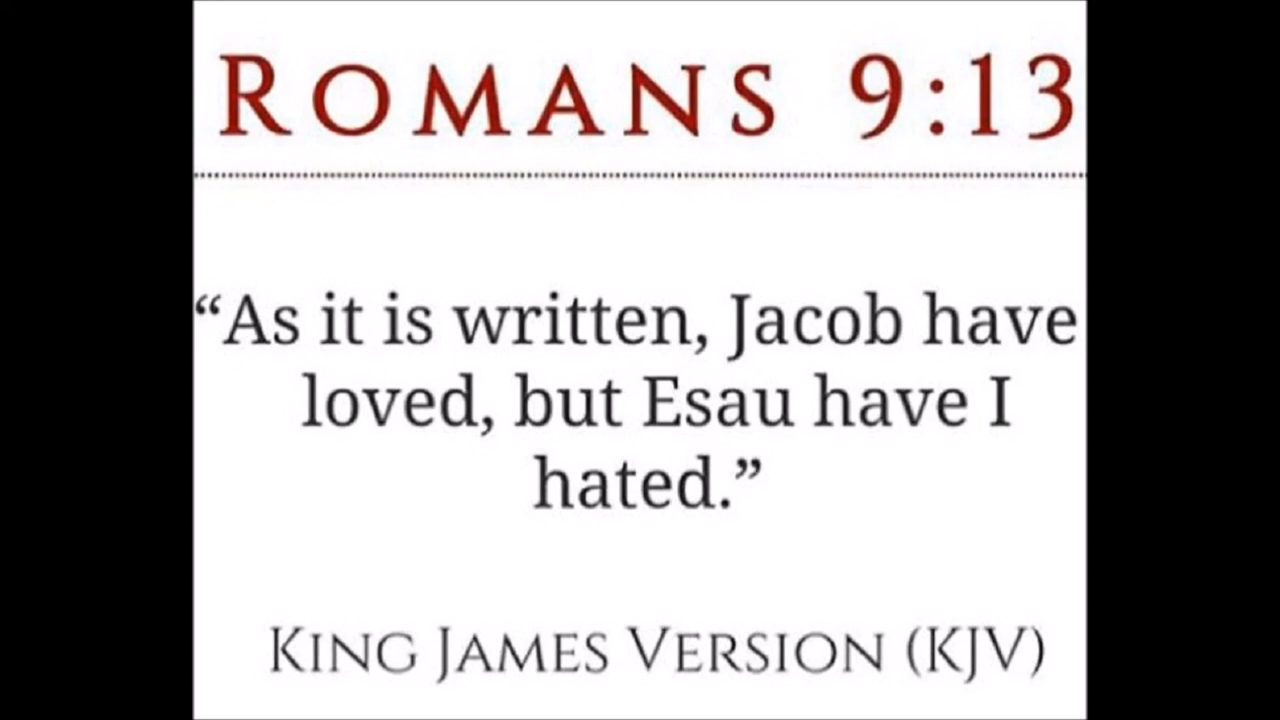 ROMANS 9:13
“As it is written, Jacob have
loved, but Esau have I
hated.”
KING JAMES VERSION (KJV)